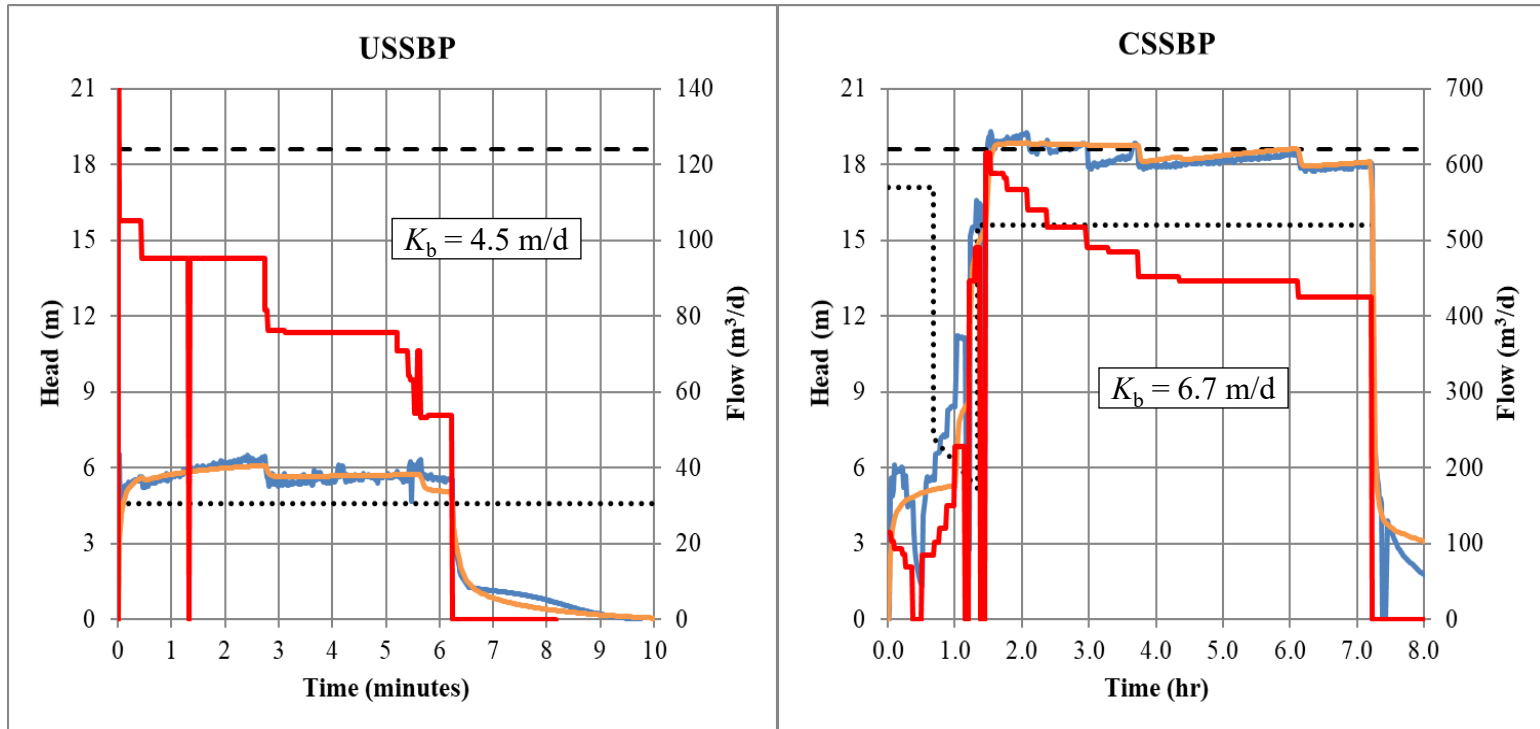 USSBP
21
18
15
12
9
6
3
0
Head (m)
140
120
100
80
60
40
20
0
Flow (m³/d)
K_b = 4.5 m/d
0 1 2 3 4 5 6 7 8 9 10
Time (minutes)
CSSBP
21
18
15
12
9
6
3
0
Head (m)
700
600
500
400
300
200
100
0
Flow (m³/d)
K_b = 6.7 m/d
0.0 1.0 2.0 3.0 4.0 5.0 6.0 7.0 8.0
Time (hr)